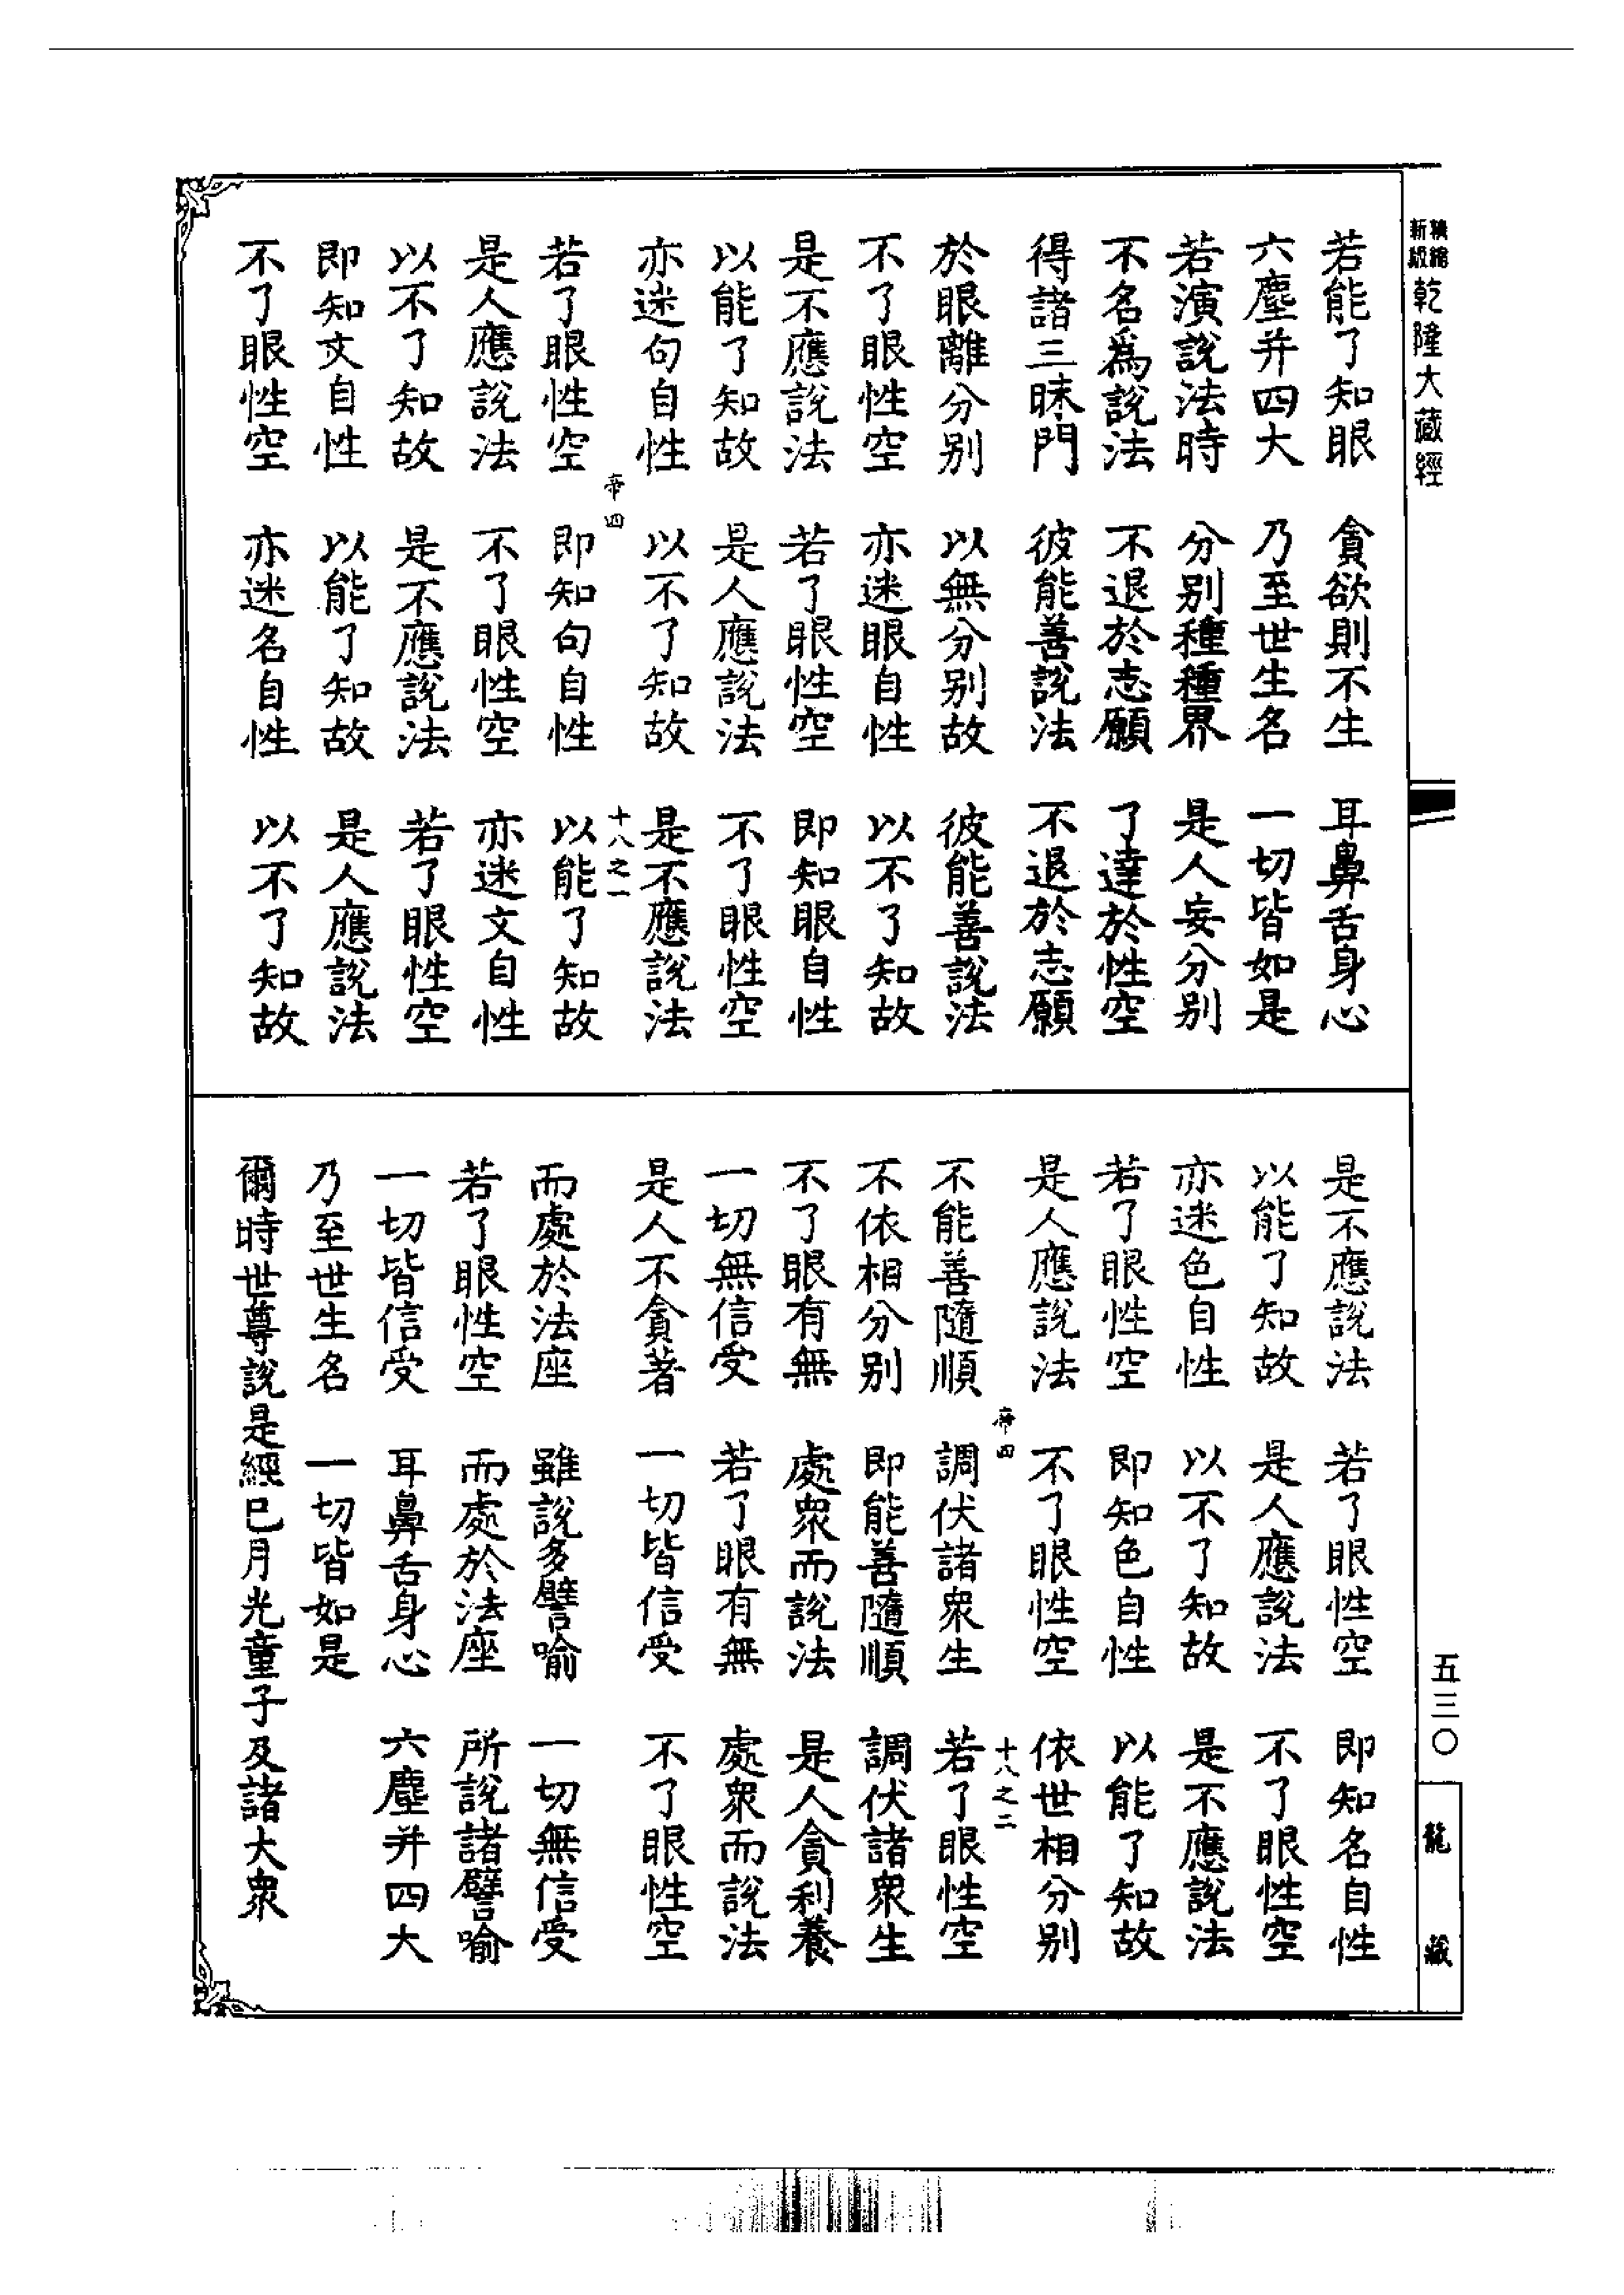 精縮新版 乾隆大藏經
若能了知眼 貪欲則不生 耳鼻舌身心
六塵并四大 乃至世生名 一切皆如是
若演說法時 分別種種界 是人妄分別
不名為說法 不退於志願 了達於性空
得諸三昧門 彼能善說法 不退於志願
於眼離分別 以無分別故 彼能善說法
不了眼性空 亦迷眼自性 以不了知故
是不應說法 若了眼性空 即知眼自性
以能了知故 是人應說法 不了眼性空
亦迷句自性 以不了知故 是不應說法
帝四 十八之一
若了眼性空 即知句自性 以能了知故
是人應說法 不了眼性空 亦迷文自性
以不了知故 是不應說法 若了眼性空
即知文自性 以能了知故 是人應說法
不了眼性空 亦迷名自性 以不了知故
是不應說法 若了眼性空 即知名自性
以能了知故 是人應說法 不了眼性空
亦迷色自性 以不了知故 是不應說法
若了眼性空 即知色自性 以能了知故
是人應說法 不了眼性空 依世相分別
帝四 十八之二
不能善隨順 調伏諸眾生 若了眼性空
不依相分別 即能善隨順 調伏諸眾生
不了眼有無 處眾而說法 是人貪利養
一切無信受 若了眼有無 處眾而說法
是人不貪著 一切皆信受 不了眼性空
而處於法座 雖說多譬喻 一切無信受
若了眼性空 而處於法座 所說諸譬喻
一切皆信受 耳鼻舌身心 六塵并四大
乃至世生名 一切皆如是
爾時世尊說是經已月光童子及諸大眾
五三〇
龍藏